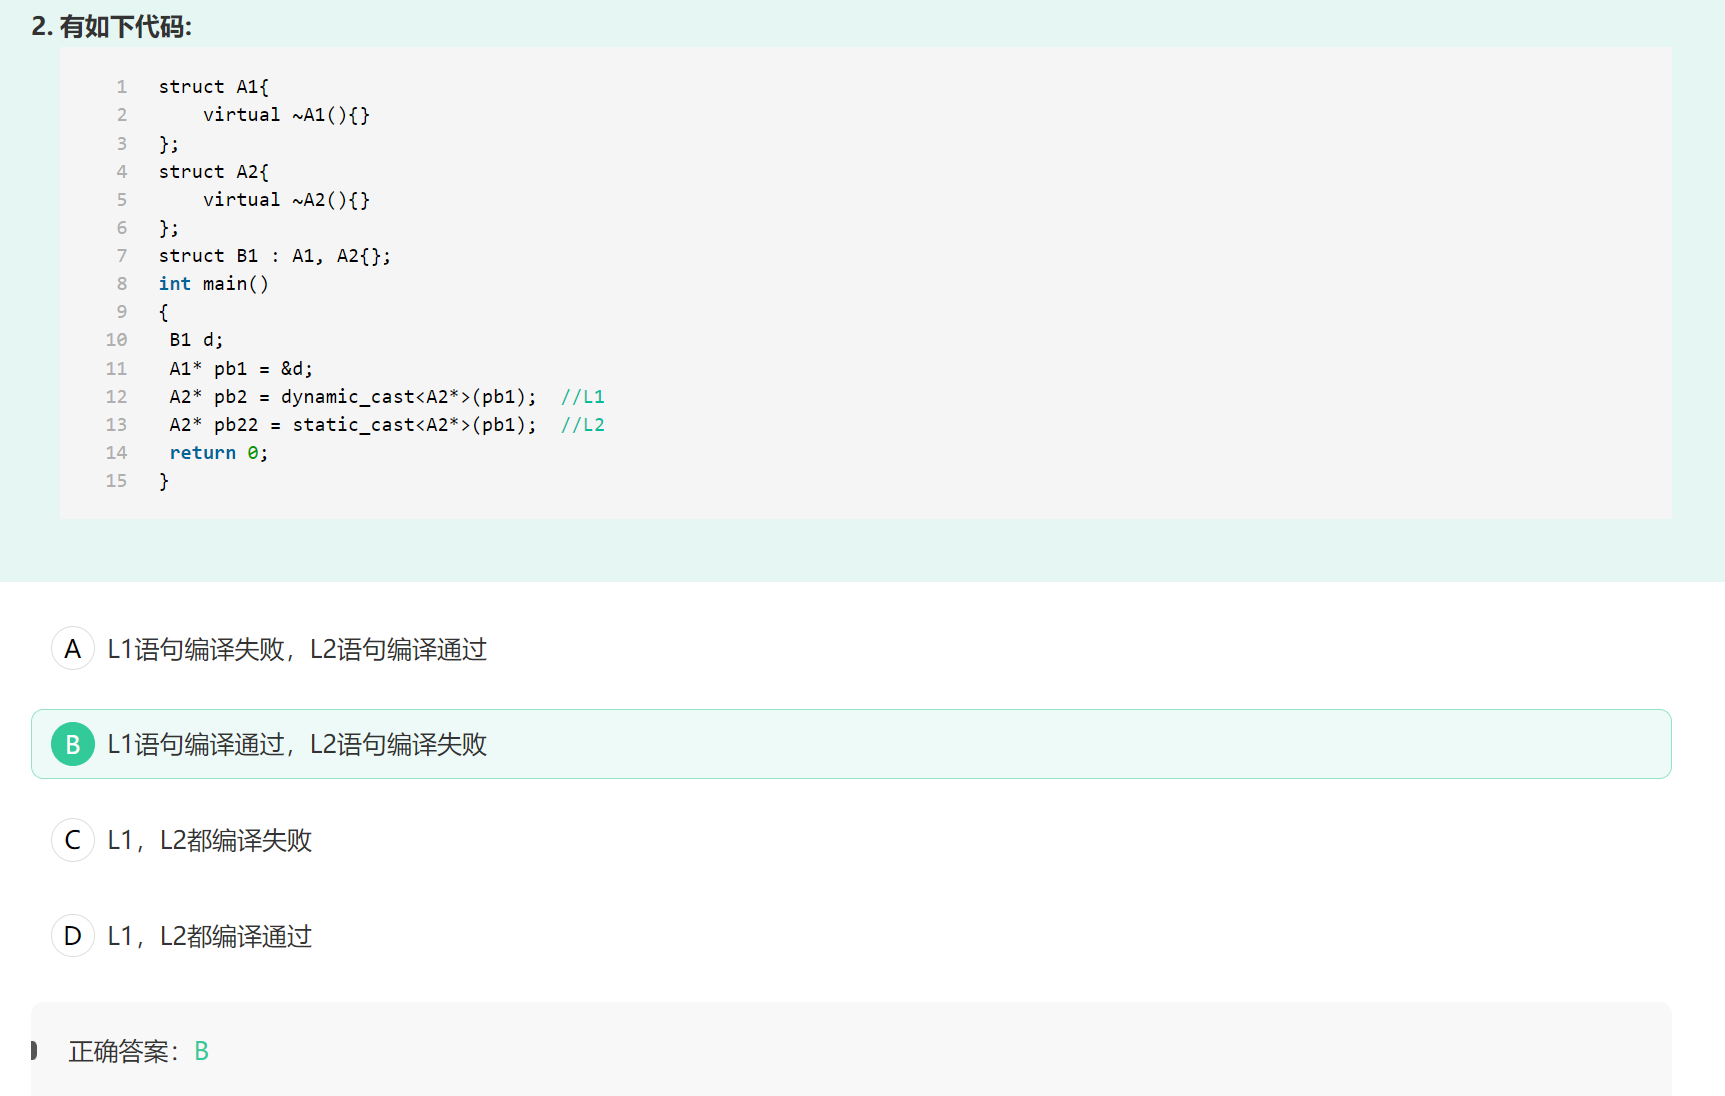 2. 有如下代码:
1 struct A1{
2     virtual ~A1(){}
3 };
4 struct A2{
5     virtual ~A2(){}
6 };
7 struct B1 : A1, A2{};
8 int main()
9 {
10  B1 d;
11  A1* pb1 = &d;
12  A2* pb2 = dynamic_cast<A2*>(pb1);  //L1
13  A2* pb22 = static_cast<A2*>(pb1);  //L2
14  return 0;
15 }
A L1语句编译失败，L2语句编译通过
B L1语句编译通过，L2语句编译失败
C L1，L2都编译失败
D L1，L2都编译通过
正确答案：B